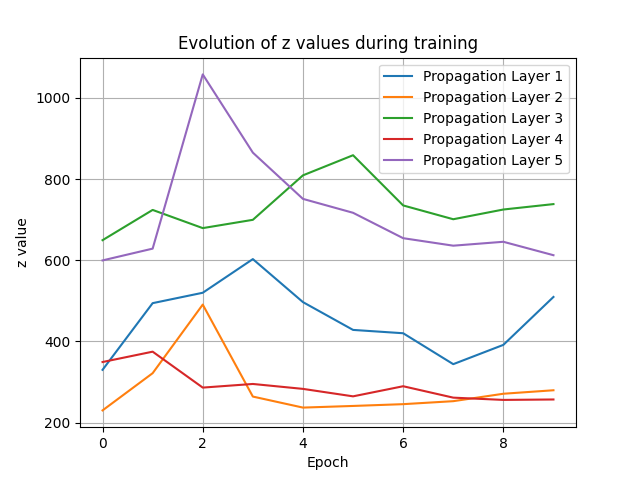 Evolution of z values during training
Propagation Layer 1
Propagation Layer 2
Propagation Layer 3
Propagation Layer 4
Propagation Layer 5
1000
800
600
400
200
z value
0 2 4 6 8
Epoch